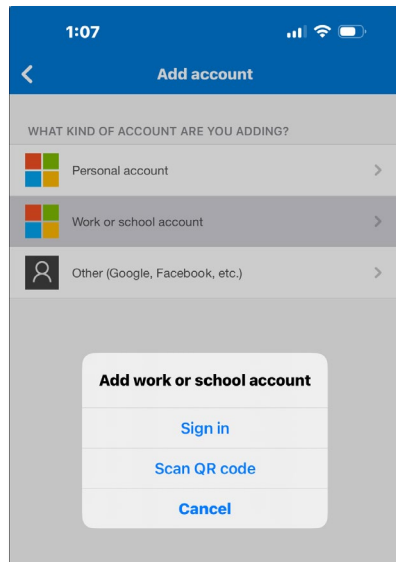 1:07
Add account
WHAT KIND OF ACCOUNT ARE YOU ADDING?
Personal account
Work or school account
Other (Google, Facebook, etc.)
Add work or school account
Sign in
Scan QR code
Cancel